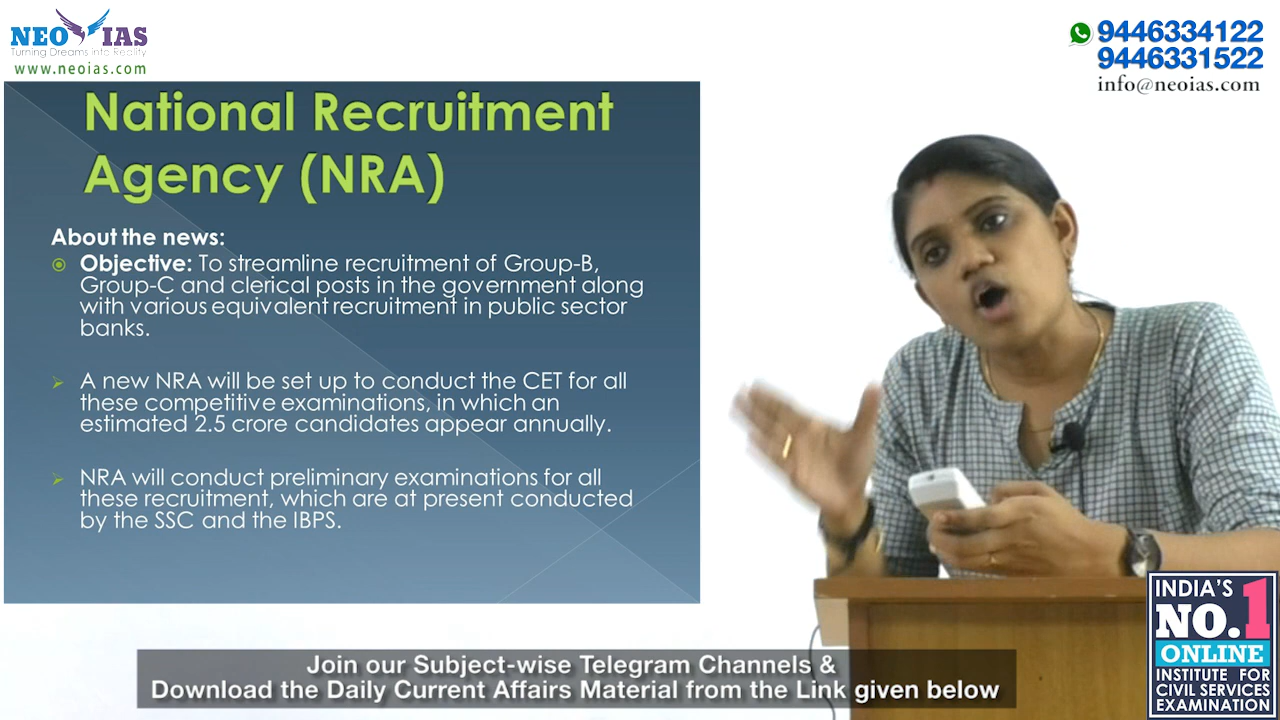 NEO IAS
Turning Dreams into Reality
www.neoias.com
9446334122
9446331522
info@neoias.com
National Recruitment
Agency (NRA)
About the news:
Objective: To streamline recruitment of Group-B,
Group-C and clerical posts in the government along
with various equivalent recruitment in public sector
banks.
A new NRA will be set up to conduct the CET for all
these competitive examinations, in which an
estimated 2.5 crore candidates appear annually.
NRA will conduct preliminary examinations for all
these recruitment, which are at present conducted
by the SSC and the IBPS.
INDIA'S
NO.1
ONLINE
INSTITUTE FOR
CIVIL SERVICES
EXAMINATION
Join our Subject-wise Telegram Channels &
Download the Daily Current Affairs Material from the Link given below